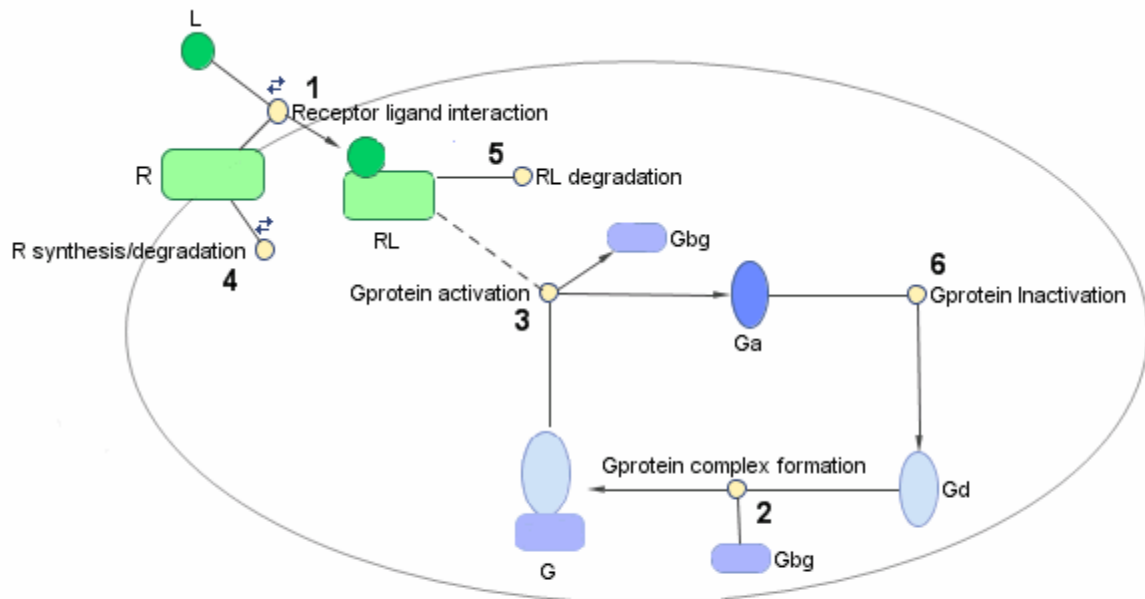 L
1
Receptor ligand interaction
R
5
RL degradation
RL
R synthesis/degradation
4
Gbg
Gprotein activation
3
6
Gprotein Inactivation
Ga
Gprotein complex formation
Gd
2
Gbg
G